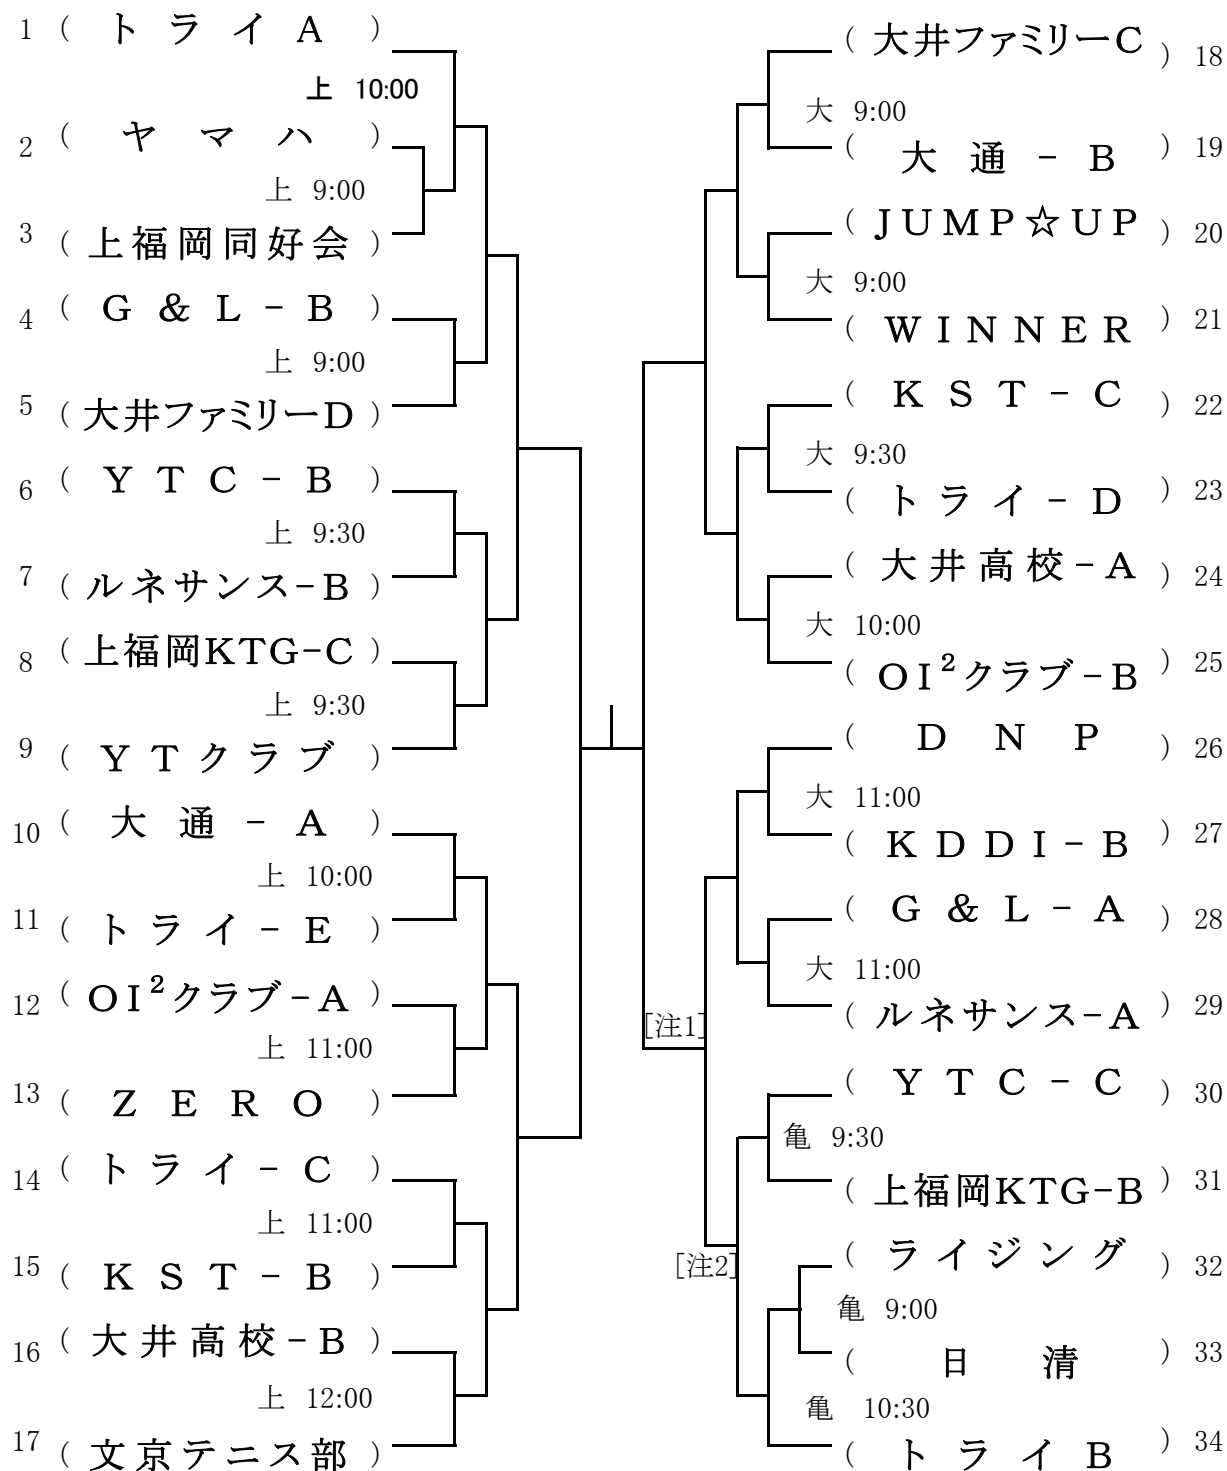 1 ( トライA )
上 10:00
2 ( ヤマハ )
上 9:00
3 ( 上福岡同好会 )
4 ( G&L-B )
上 9:00
5 ( 大井ファミリーD )
6 ( YTC-B )
上 9:30
7 ( ルネサンス-B )
8 ( 上福岡KTG-C )
上 9:30
9 ( YTクラブ )
10 ( 大通-A )
上 10:00
11 ( トライ-E )
12 ( OI²クラブ-A )
上 11:00
13 ( ZERO )
14 ( トライ-C )
上 11:00
15 ( KST-B )
16 ( 大井高校-B )
上 12:00
17 ( 文京テニス部 )
( 大井ファミリーC ) 18
大 9:00
( 大通-B ) 19
( JUMP☆UP ) 20
大 9:00
( WINNER ) 21
( KST-C ) 22
大 9:30
( トライ-D ) 23
( 大井高校-A ) 24
大 10:00
( OI²クラブ-B ) 25
( DNP ) 26
大 11:00
( KDDI-B ) 27
( G&L-A ) 28
大 11:00
( ルネサンス-A ) 29
[注1]
( YTC-C ) 30
亀 9:30
( 上福岡KTG-B ) 31
( ライジング ) 32
[注2]
亀 9:00
( 日清 ) 33
亀 10:30
( トライB ) 34